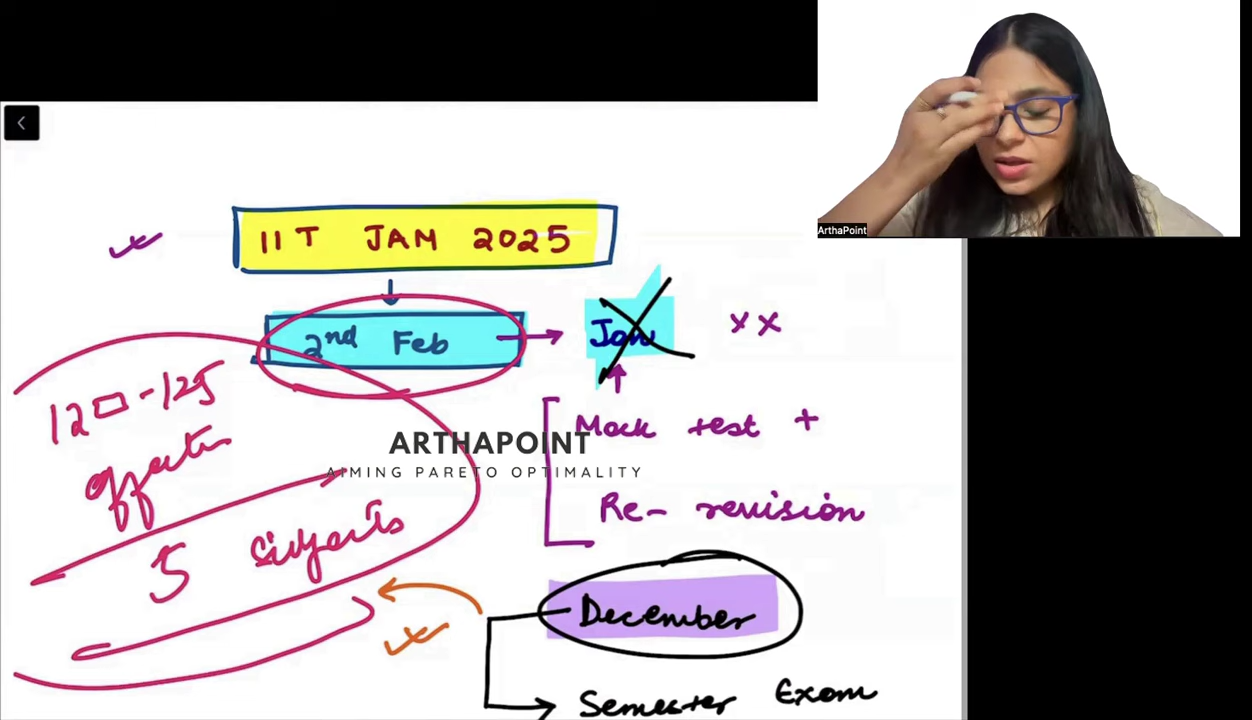 ArthaPoint
IIT JAM 2025
2nd Feb
Jan
x x
120-125
5 subjects
ARTHAPOINT
AIMING PARETO OPTIMALITY
Mock test +
Re- revision
December
Semester Exam